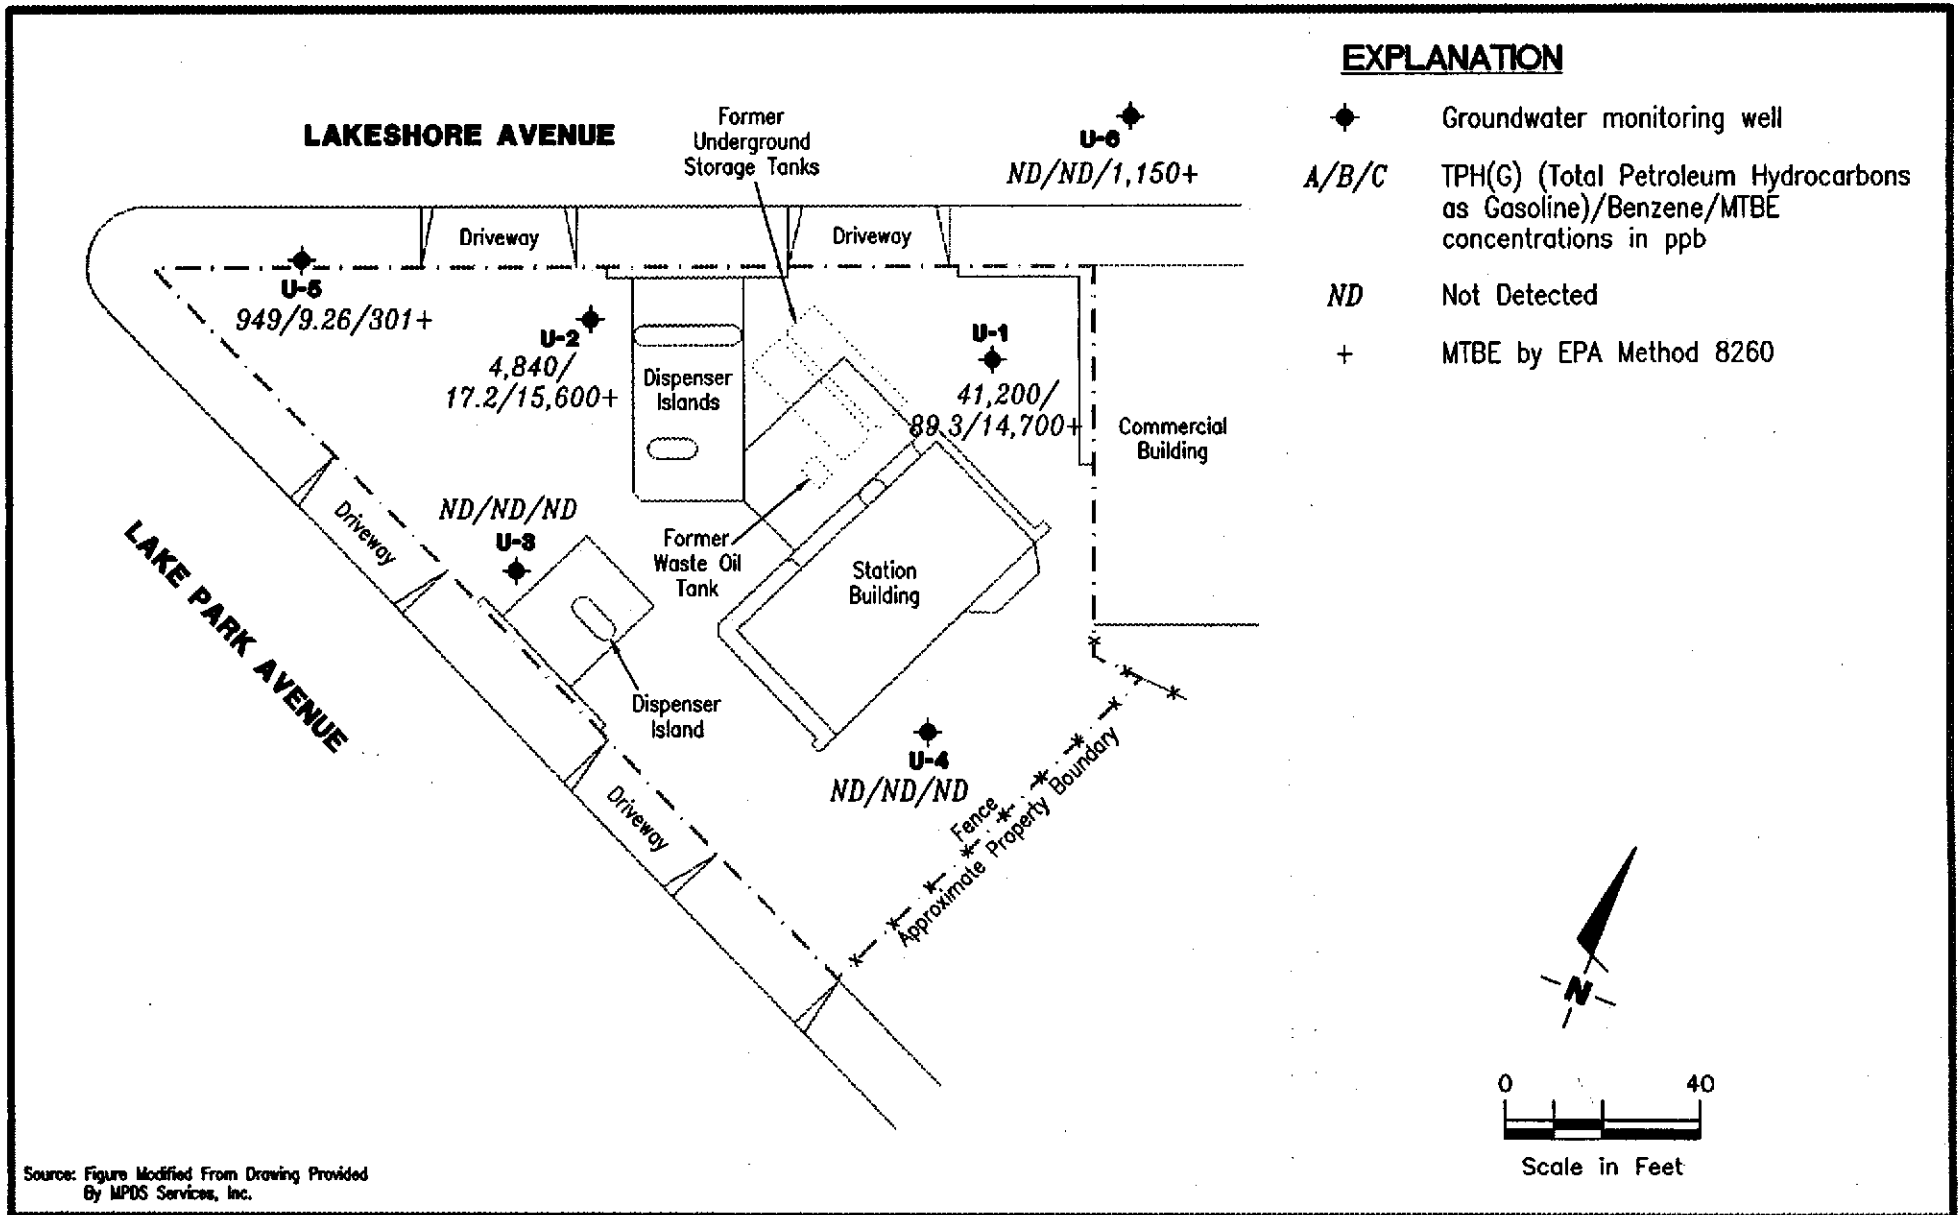 EXPLANATION
Groundwater monitoring well
A/B/C TPH(G) (Total Petroleum Hydrocarbons
as Gasoline)/Benzene/MTBE
concentrations in ppb
ND Not Detected
+ MTBE by EPA Method 8260
LAKESHORE AVENUE
Former
Underground
Storage Tanks
U-6
ND/ND/1,150+
Driveway
Driveway
U-5
949/9.26/301+
U-2
4,840/
17.2/15,600+
Dispenser
Islands
U-1
41,200/
89.3/14,700+
Commercial
Building
ND/ND/ND
U-3
Driveway
Former
Waste Oil
Tank
Station
Building
LAKE PARK AVENUE
Dispenser
Island
U-4
ND/ND/ND
Driveway
Fence
Approximate Property Boundary
N
0 40
Scale in Feet
Source: Figure Modified From Drawing Provided
By MPDS Services, Inc.